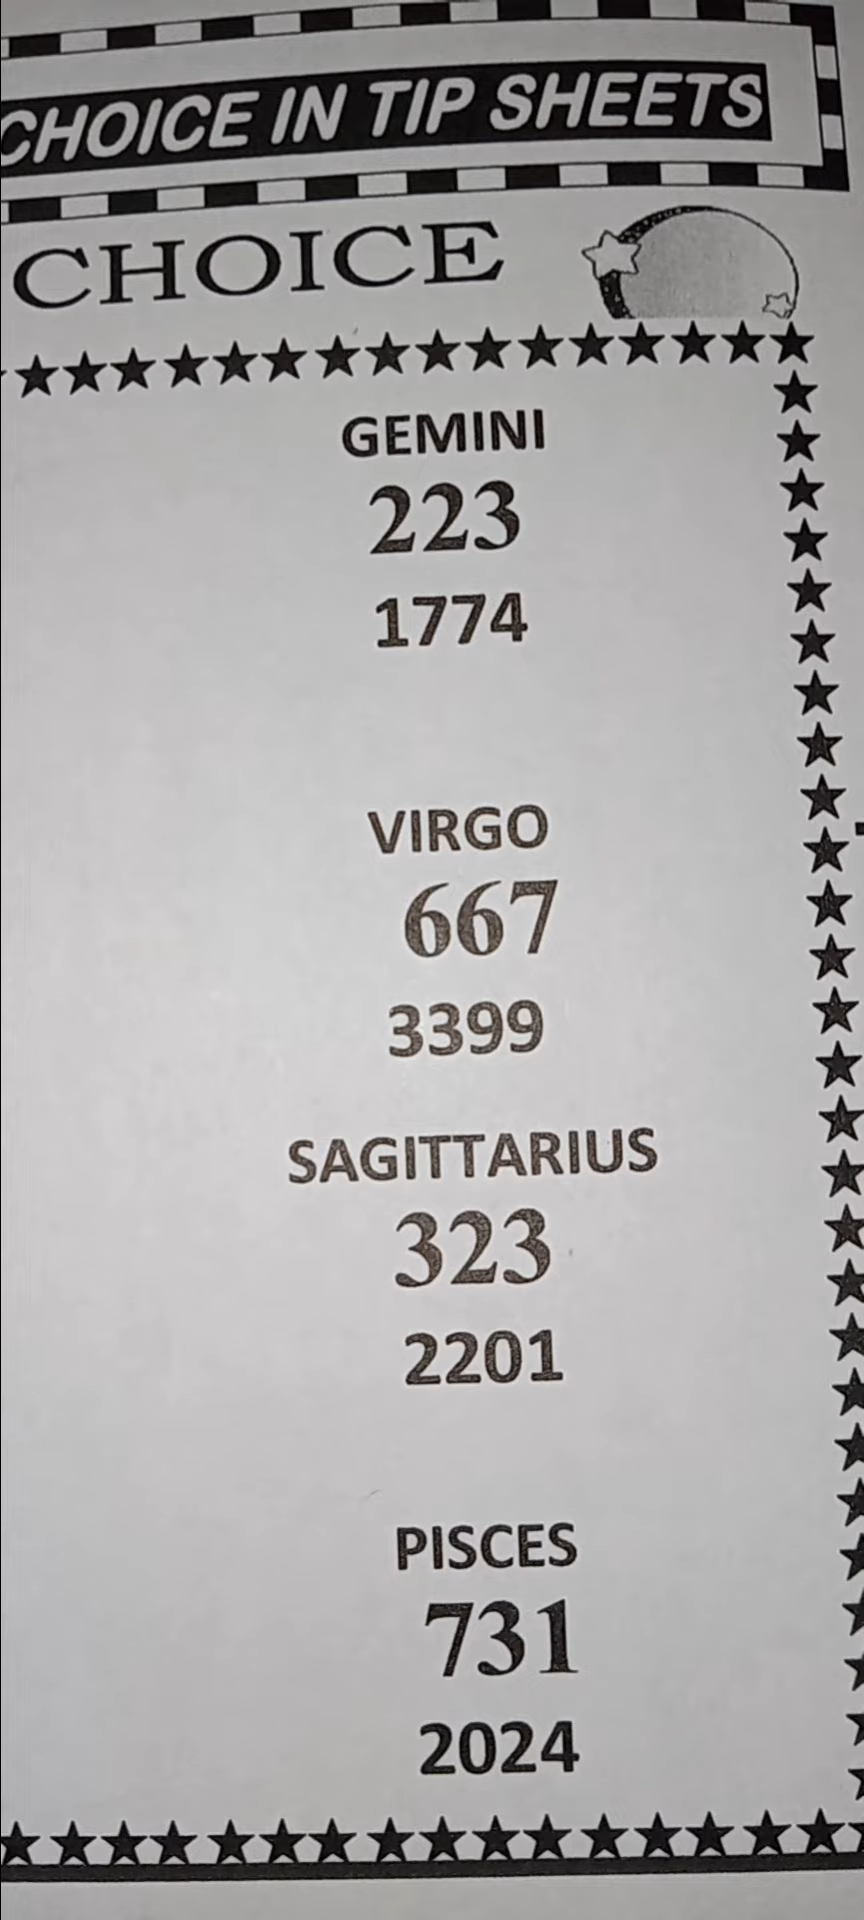 CHOICE IN TIP SHEETS
CHOICE
GEMINI
223
1774
VIRGO
667
3399
SAGITTARIUS
323
2201
PISCES
731
2024